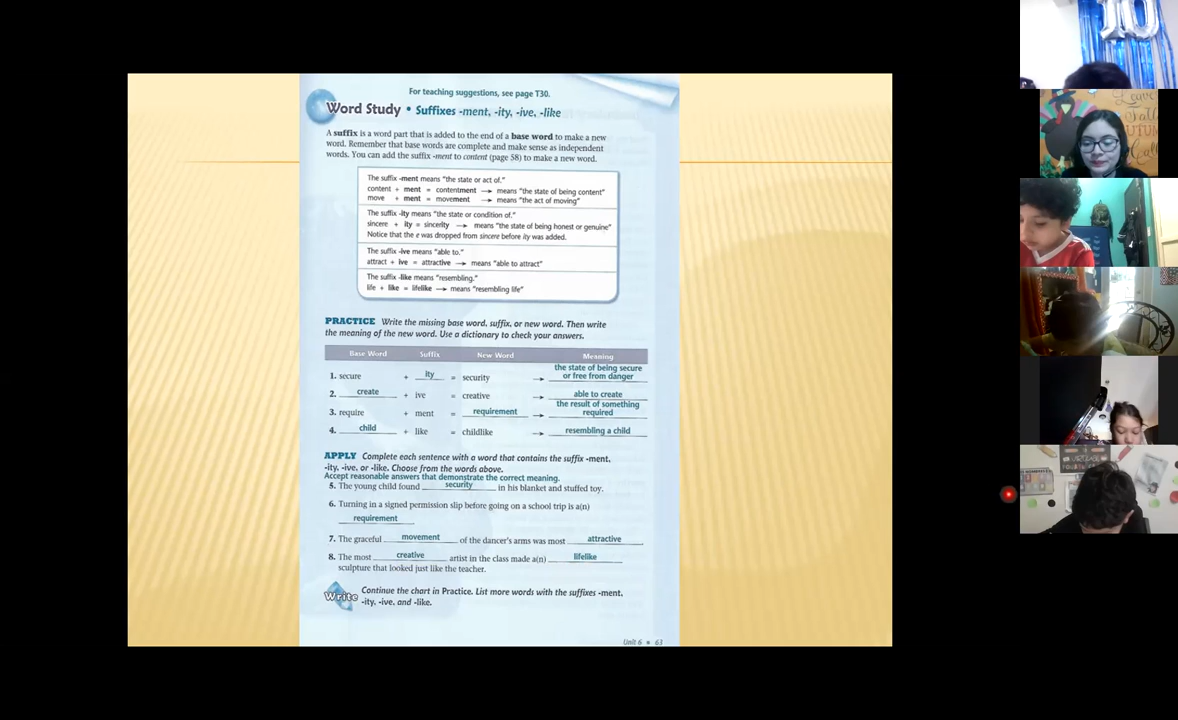 For teaching suggestions, see page T30.
Word Study • Suffixes -ment, -ity, -ive, -like
A suffix is a word part that is added to the end of a base word to make a new
word. Remember that base words are complete and make sense as independent
words. You can add the suffix -ment to content (page 58) to make a new word.
The suffix -ment means "the state or act of."
content + ment = contentment → means "the state of being content"
move + ment = movement → means "the act of moving"
The suffix -ity means "the state or condition of."
sincere + ity = sincerity → means "the state of being honest or genuine"
Notice that the e was dropped from sincere before ity was added.
The suffix -ive means "able to."
attract + ive = attractive → means "able to attract"
The suffix -like means "resembling."
life + like = lifelike → means "resembling life"
PRACTICE Write the missing base word, suffix, or new word. Then write
the meaning of the new word. Use a dictionary to check your answers.
Base Word Suffix New Word Meaning
1. secure + ity = security → the state of being secure
or free from danger
2. create + ive = creative → able to create
3. require + ment = requirement → the result of something
required
4. child + like = childlike → resembling a child
APPLY Complete each sentence with a word that contains the suffix -ment,
-ity, -ive, or -like. Choose from the words above.
Accept reasonable answers that demonstrate the correct meaning.
5. The young child found security in his blanket and stuffed toy.
6. Turning in a signed permission slip before going on a school trip is a(n)
requirement
7. The graceful movement of the dancer's arms was most attractive
8. The most creative artist in the class made a(n) lifelike
sculpture that looked just like the teacher.
Write Continue the chart in Practice. List more words with the suffixes -ment,
-ity, -ive, and -like.
Unit 6 • 63
10
Leave
Fall